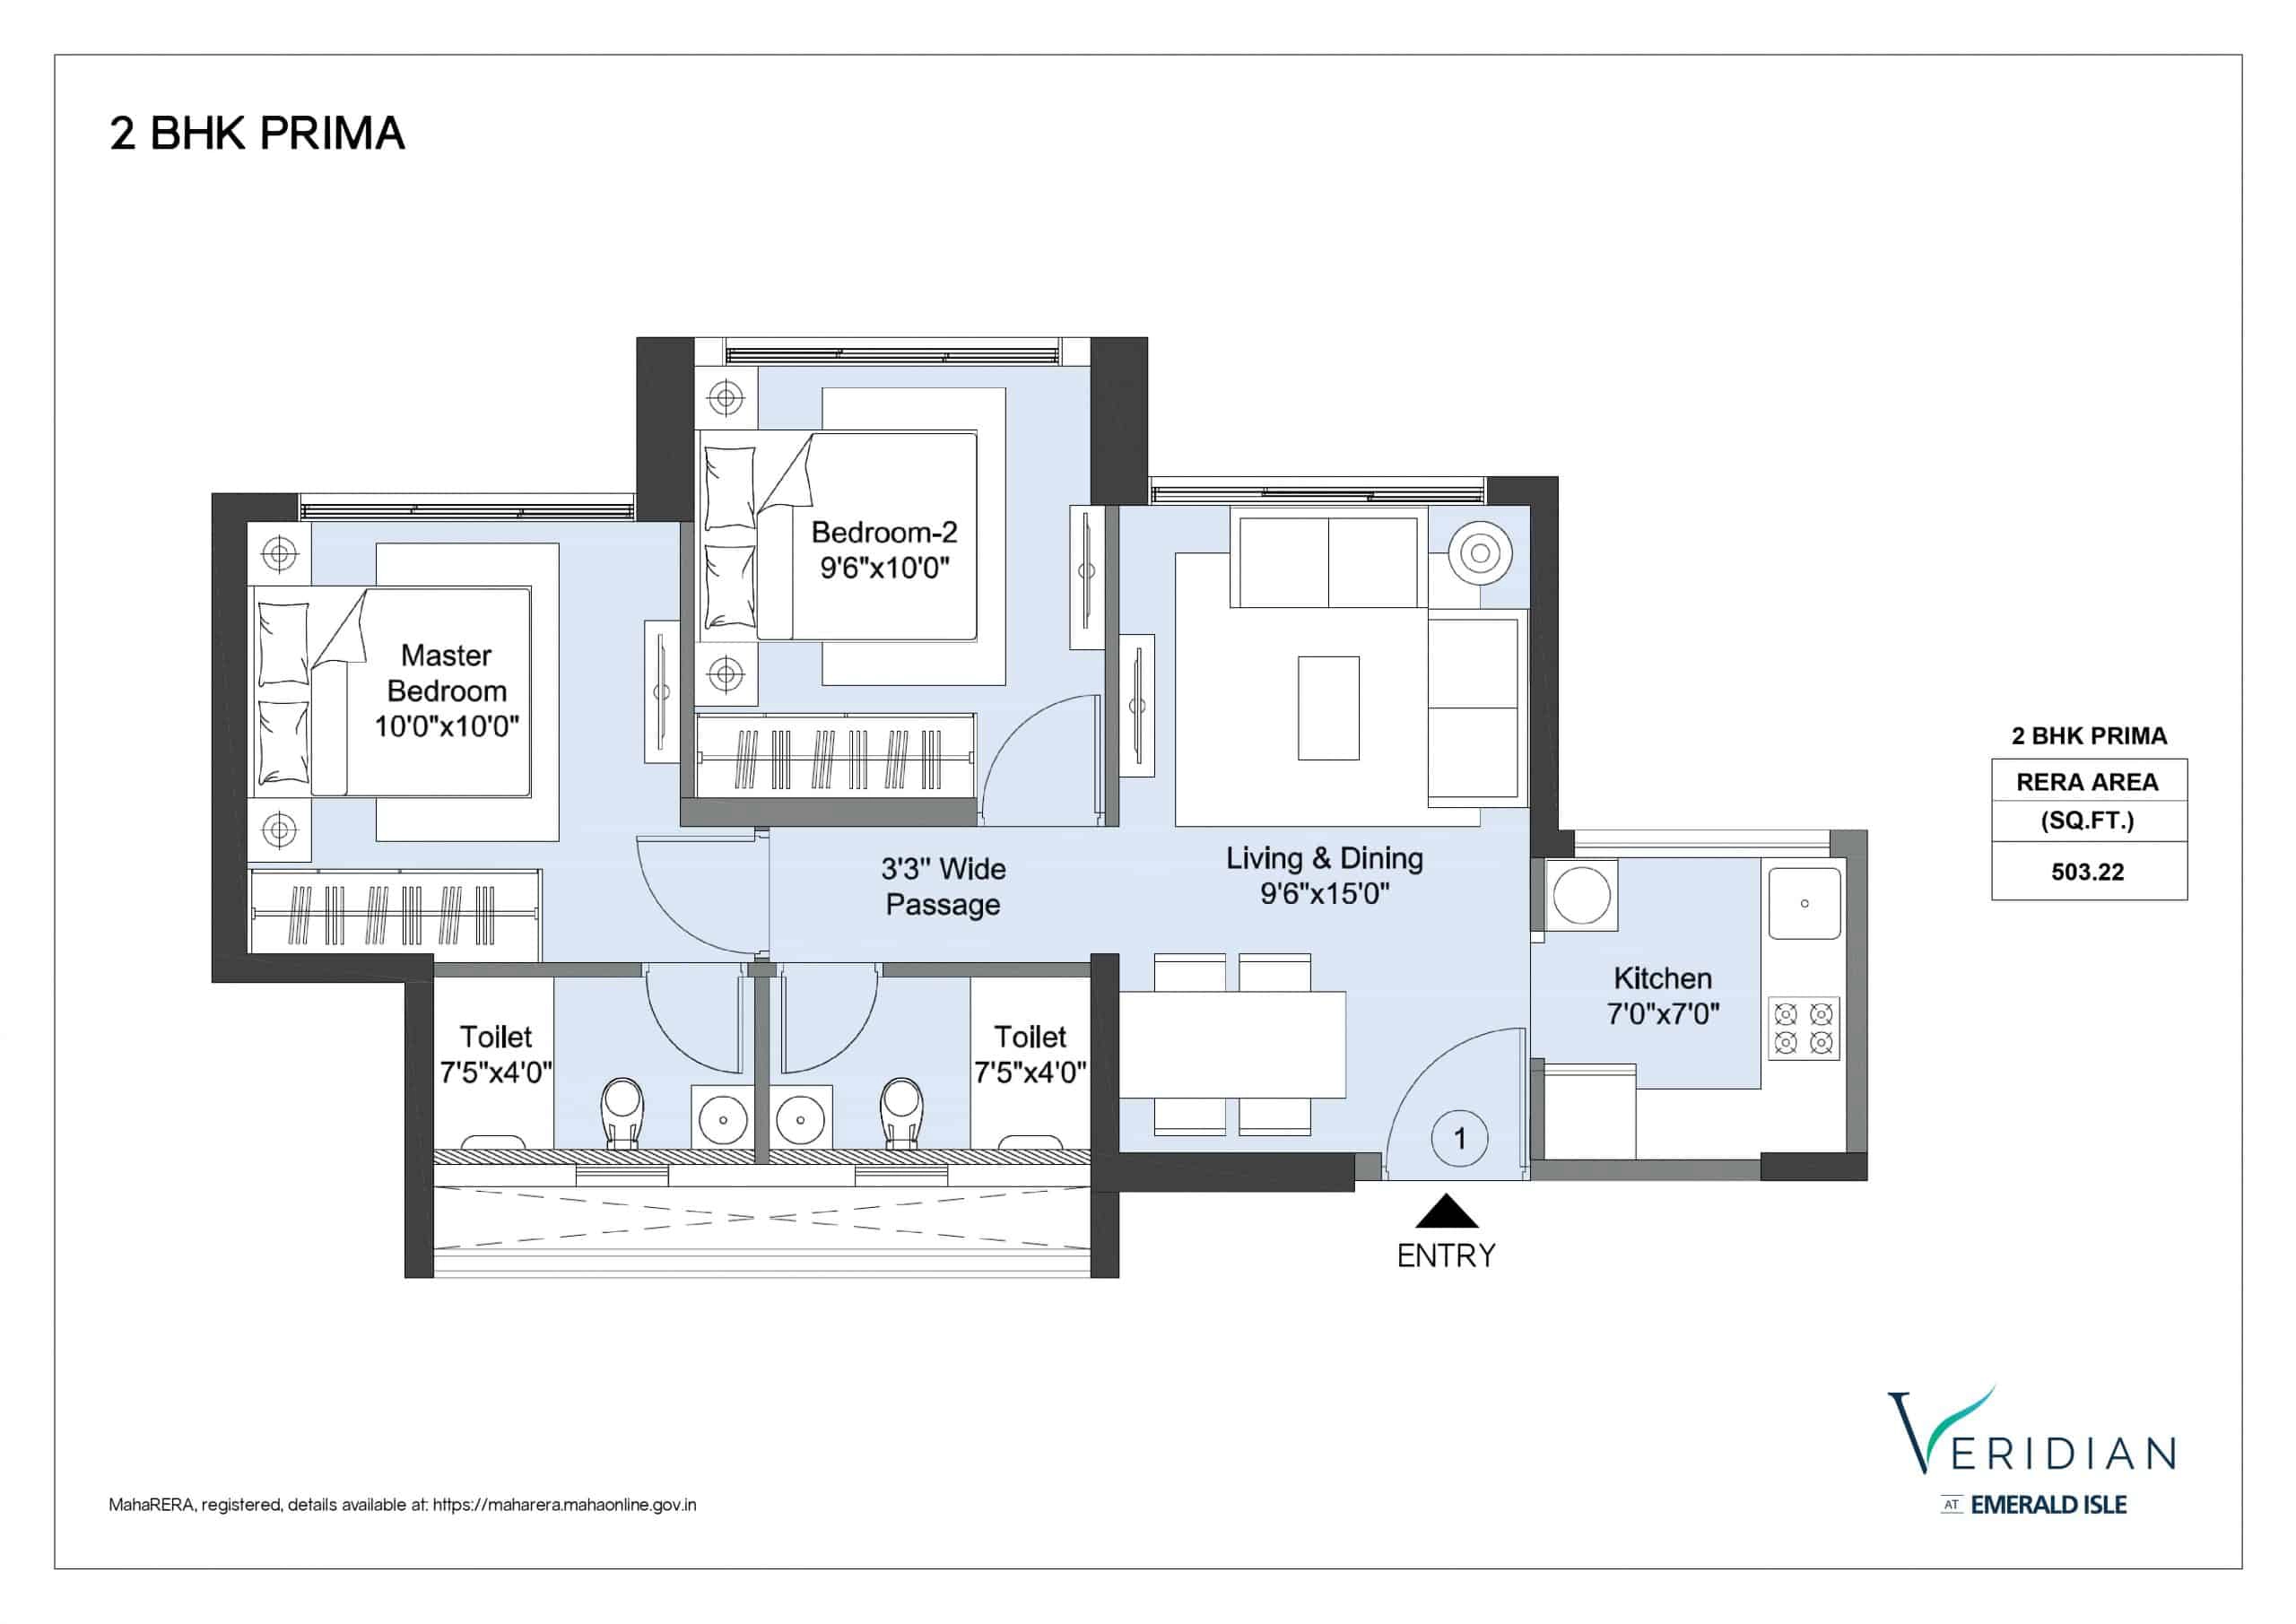 2 BHK PRIMA
Bedroom-2
9'6"x10'0"
Master
Bedroom
10'0"x10'0"
3'3" Wide
Passage
Living & Dining
9'6"x15'0"
Kitchen
7'0"x7'0"
Toilet
7'5"x4'0"
Toilet
7'5"x4'0"
1
ENTRY
2 BHK PRIMA
RERA AREA
(SQ.FT.)
503.22
VERIDIAN
AT EMERALD ISLE
MahaRERA, registered, details available at: https://maharera.mahaonline.gov.in